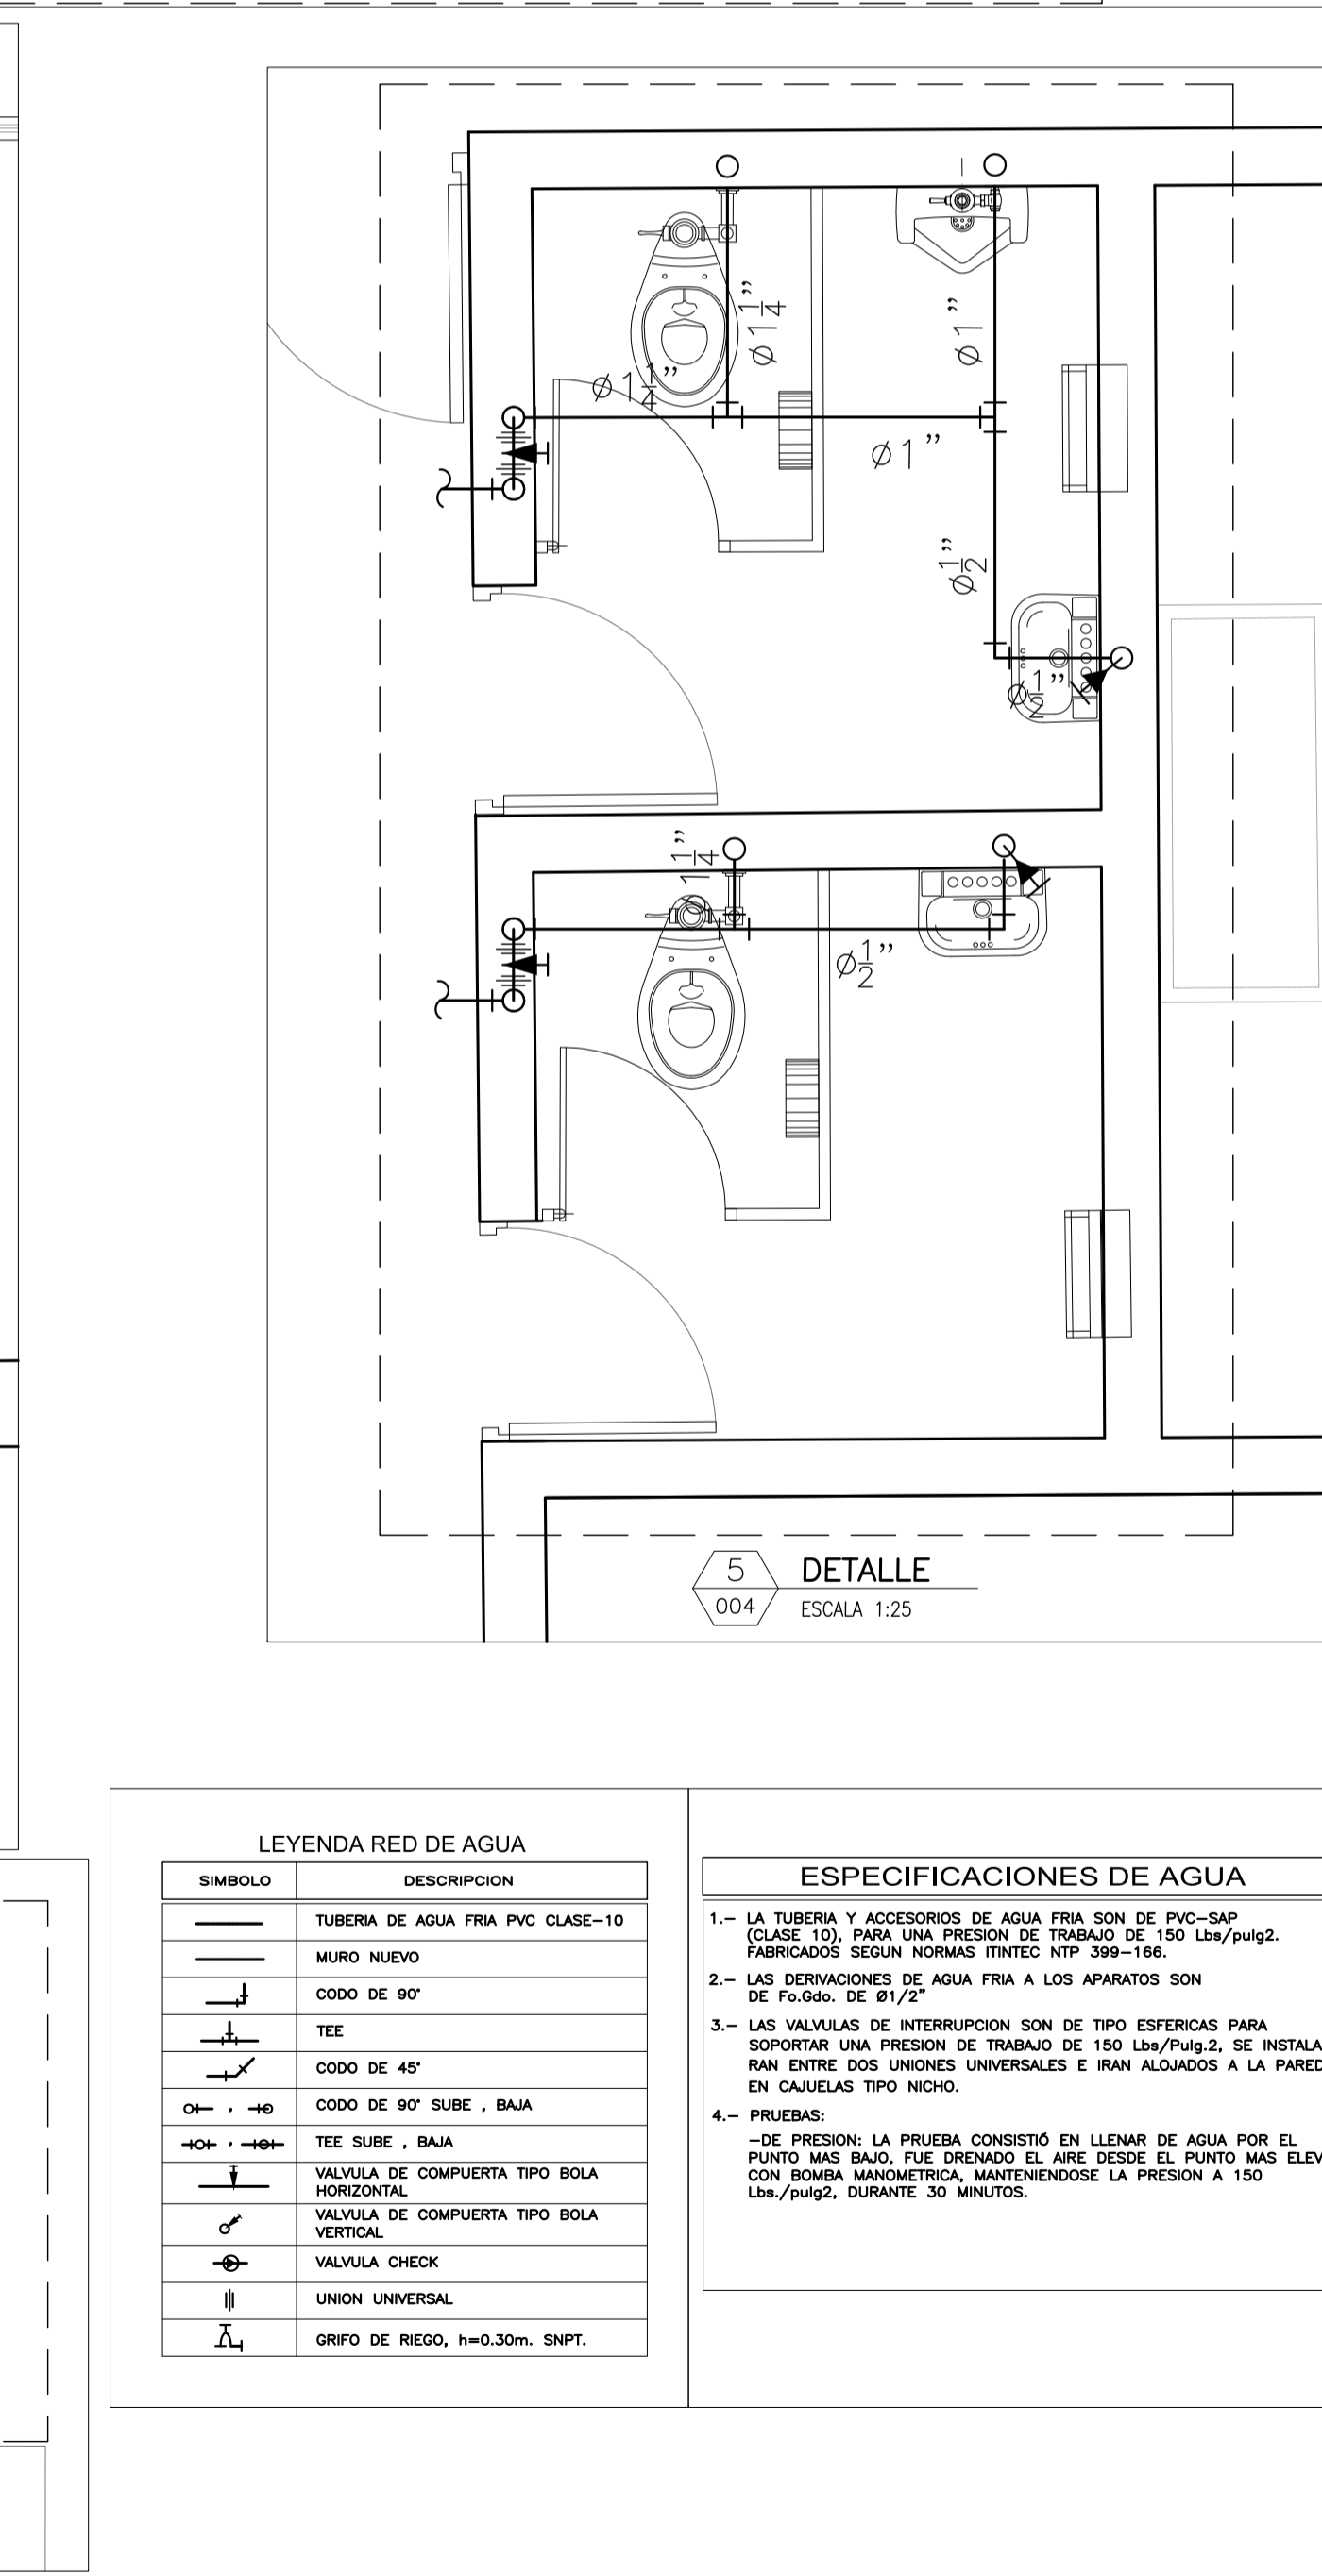 Ø1 1/4"
Ø1"
Ø1 1/4"
Ø1"
Ø1/2"
Ø1/2"
Ø1 1/4"
Ø1/2"
5
004
DETALLE
ESCALA 1:25
LEYENDA RED DE AGUA
SIMBOLO DESCRIPCION
TUBERIA DE AGUA FRIA PVC CLASE-10
MURO NUEVO
CODO DE 90°
TEE
CODO DE 45°
CODO DE 90° SUBE , BAJA
TEE SUBE , BAJA
VALVULA DE COMPUERTA TIPO BOLA
HORIZONTAL
VALVULA DE COMPUERTA TIPO BOLA
VERTICAL
VALVULA CHECK
UNION UNIVERSAL
GRIFO DE RIEGO, h=0.30m. SNPT.
ESPECIFICACIONES DE AGUA
1.- LA TUBERIA Y ACCESORIOS DE AGUA FRIA SON DE PVC-SAP
(CLASE 10), PARA UNA PRESION DE TRABAJO DE 150 Lbs/pulg2.
FABRICADOS SEGUN NORMAS ITINTEC NTP 399-166.
2.- LAS DERIVACIONES DE AGUA FRIA A LOS APARATOS SON
DE Fo.Gdo. DE Ø1/2"
3.- LAS VALVULAS DE INTERRUPCION SON DE TIPO ESFERICAS PARA
SOPORTAR UNA PRESION DE TRABAJO DE 150 Lbs/Pulg.2, SE INSTALA
RAN ENTRE DOS UNIONES UNIVERSALES E IRAN ALOJADOS A LA PARED
EN CAJUELAS TIPO NICHO.
4.- PRUEBAS:
-DE PRESION: LA PRUEBA CONSISTIÓ EN LLENAR DE AGUA POR EL
PUNTO MAS BAJO, FUE DRENADO EL AIRE DESDE EL PUNTO MAS ELEV
CON BOMBA MANOMETRICA, MANTENIENDOSE LA PRESION A 150
Lbs./pulg2, DURANTE 30 MINUTOS.